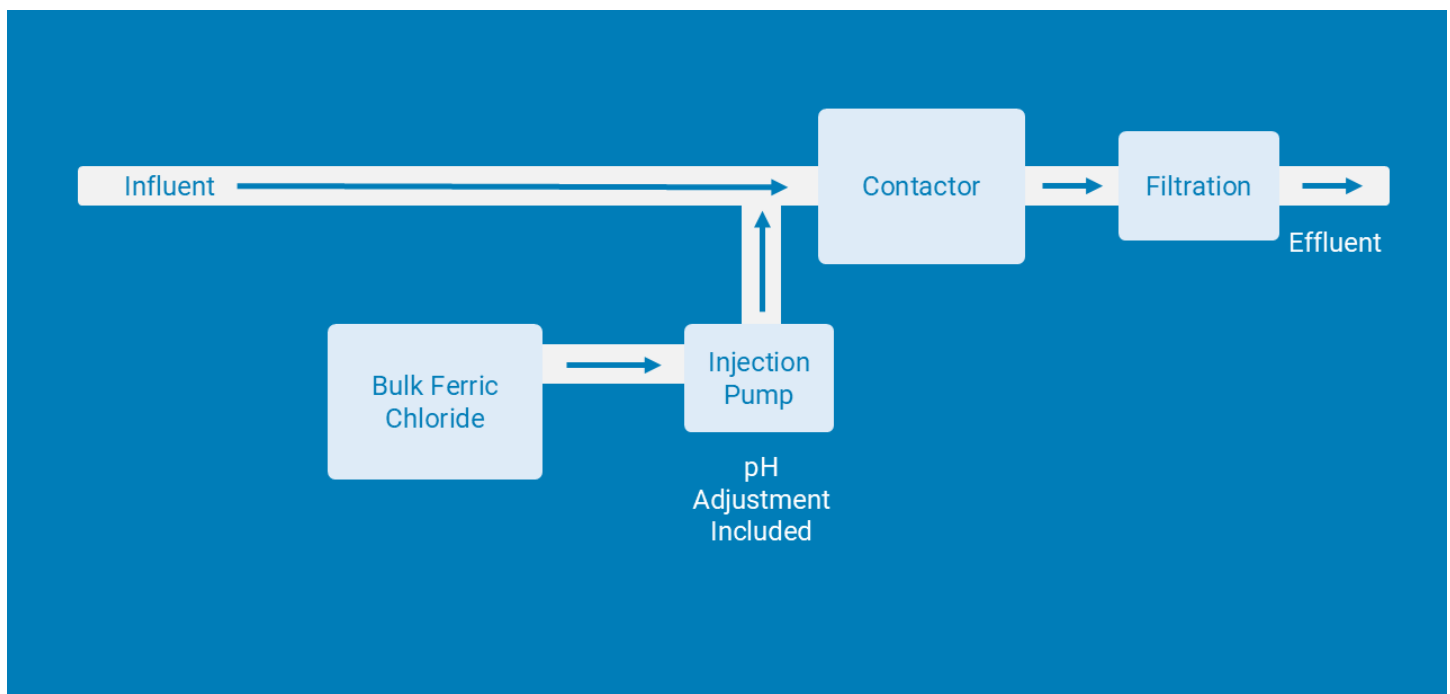 Influent
Contactor
Filtration
Effluent
Bulk Ferric
Chloride
Injection
Pump
pH
Adjustment
Included